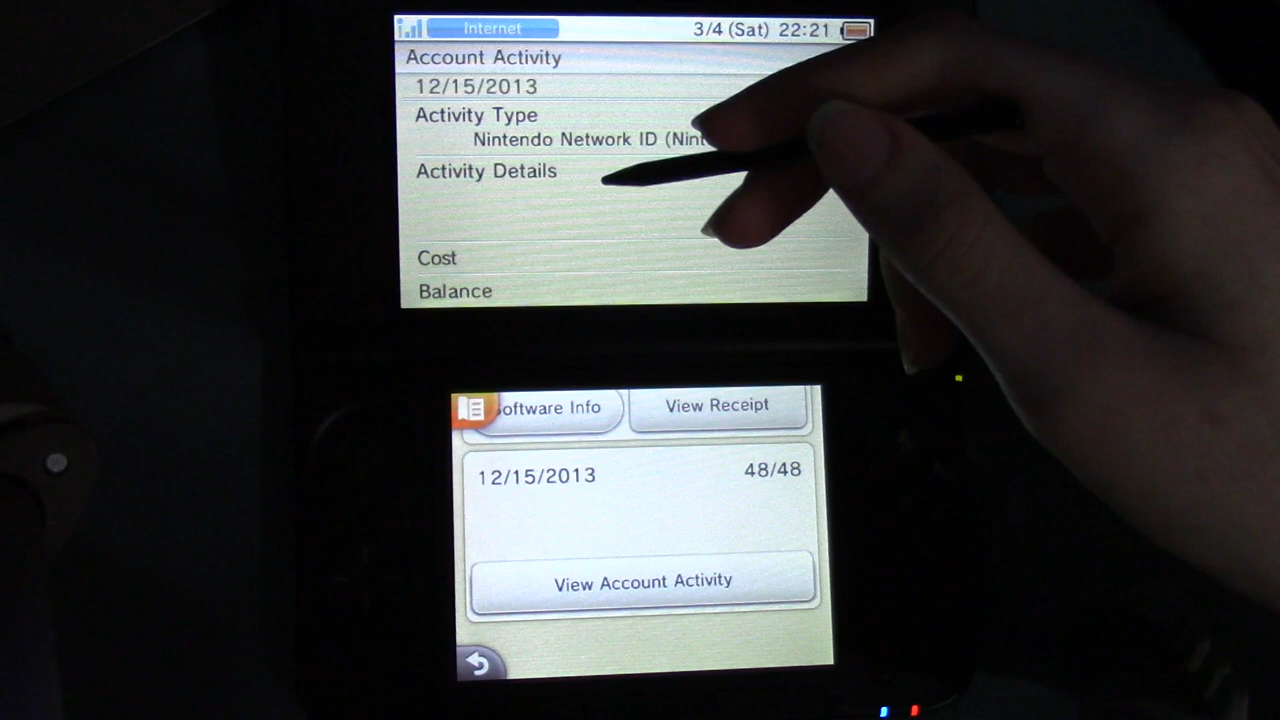 Internet 3/4 (Sat) 22:21
Account Activity
12/15/2013
Activity Type
Nintendo Network ID
Activity Details
Cost
Balance
Software Info View Receipt
12/15/2013 48/48
View Account Activity